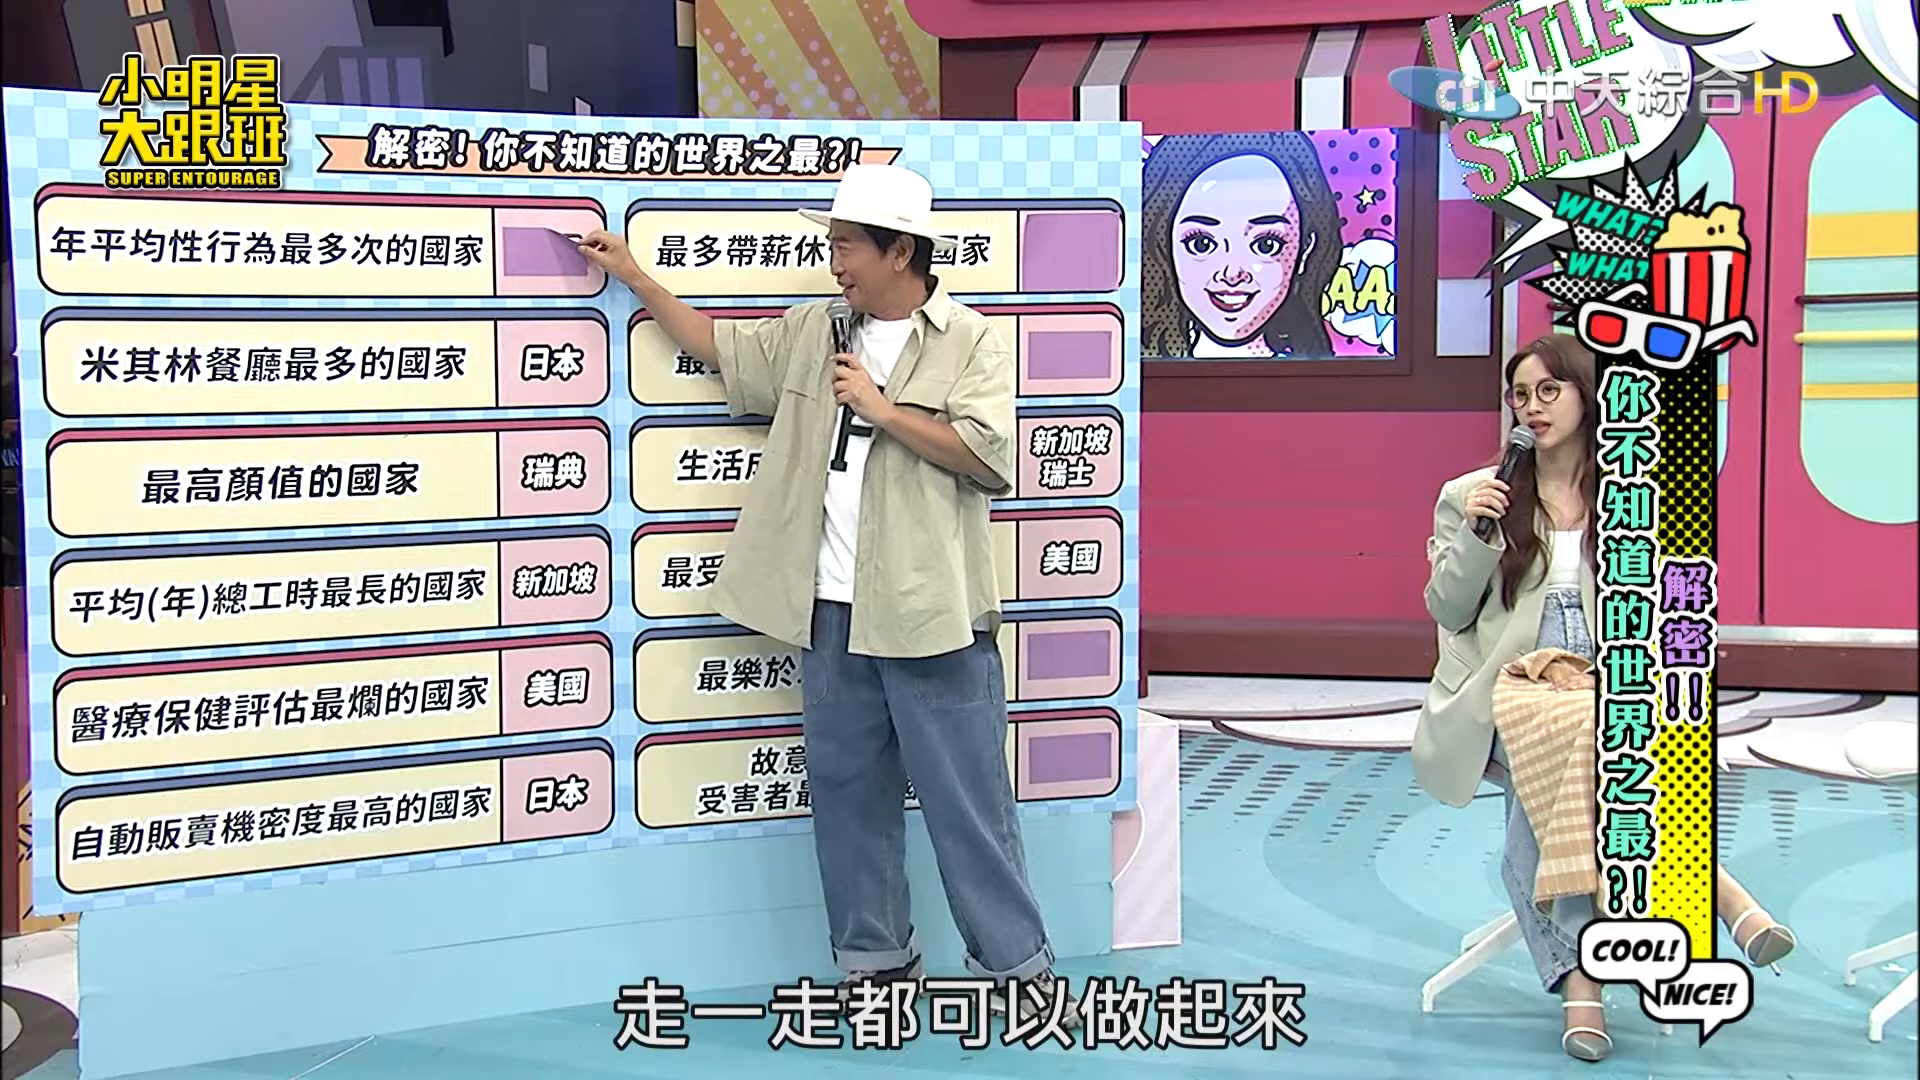 小明星
大跟班
SUPER ENTOURAGE
解密!你不知道的世界之最?!
年平均性行為最多次的國家
米其林餐廳最多的國家
日本
最高顏值的國家
瑞典
平均(年)總工時最長的國家
新加坡
醫療保健評估最爛的國家
美國
自動販賣機密度最高的國家
日本
最多帶薪休
國家
最
生活
新加坡
瑞士
最受
美國
最樂於
故意
受害者最
LITTLE
STAR
cti 中天綜合HD
WHAT?
WHAT
解密!!
你不知道的世界之最?!
COOL!
NICE!
走一走都可以做起來